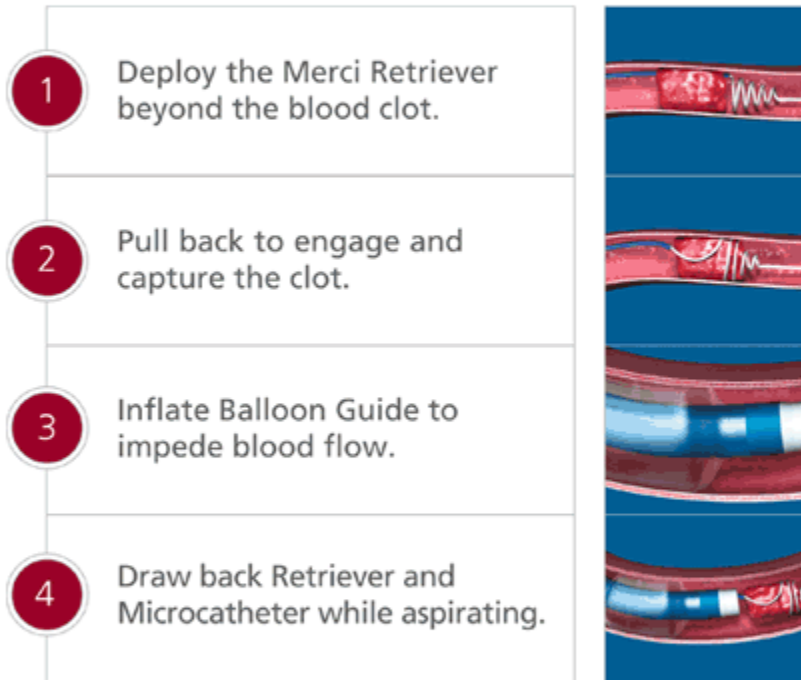 1
Deploy the Merci Retriever
beyond the blood clot.
2
Pull back to engage and
capture the clot.
3
Inflate Balloon Guide to
impede blood flow.
4
Draw back Retriever and
Microcatheter while aspirating.